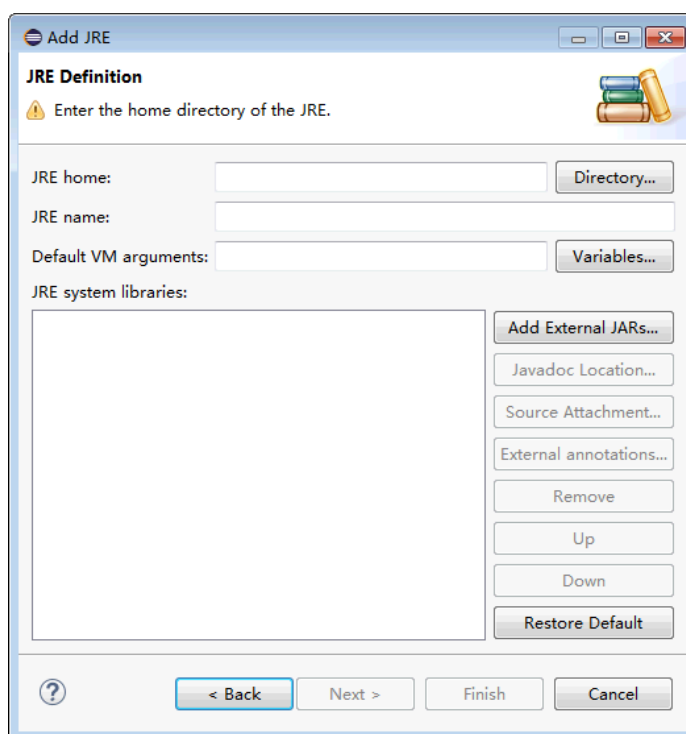 Add JRE
JRE Definition
Enter the home directory of the JRE.
JRE home:
Directory...
JRE name:
Default VM arguments:
Variables...
JRE system libraries:
Add External JARs...
Javadoc Location...
Source Attachment...
External annotations...
Remove
Up
Down
Restore Default
?
< Back
Next >
Finish
Cancel